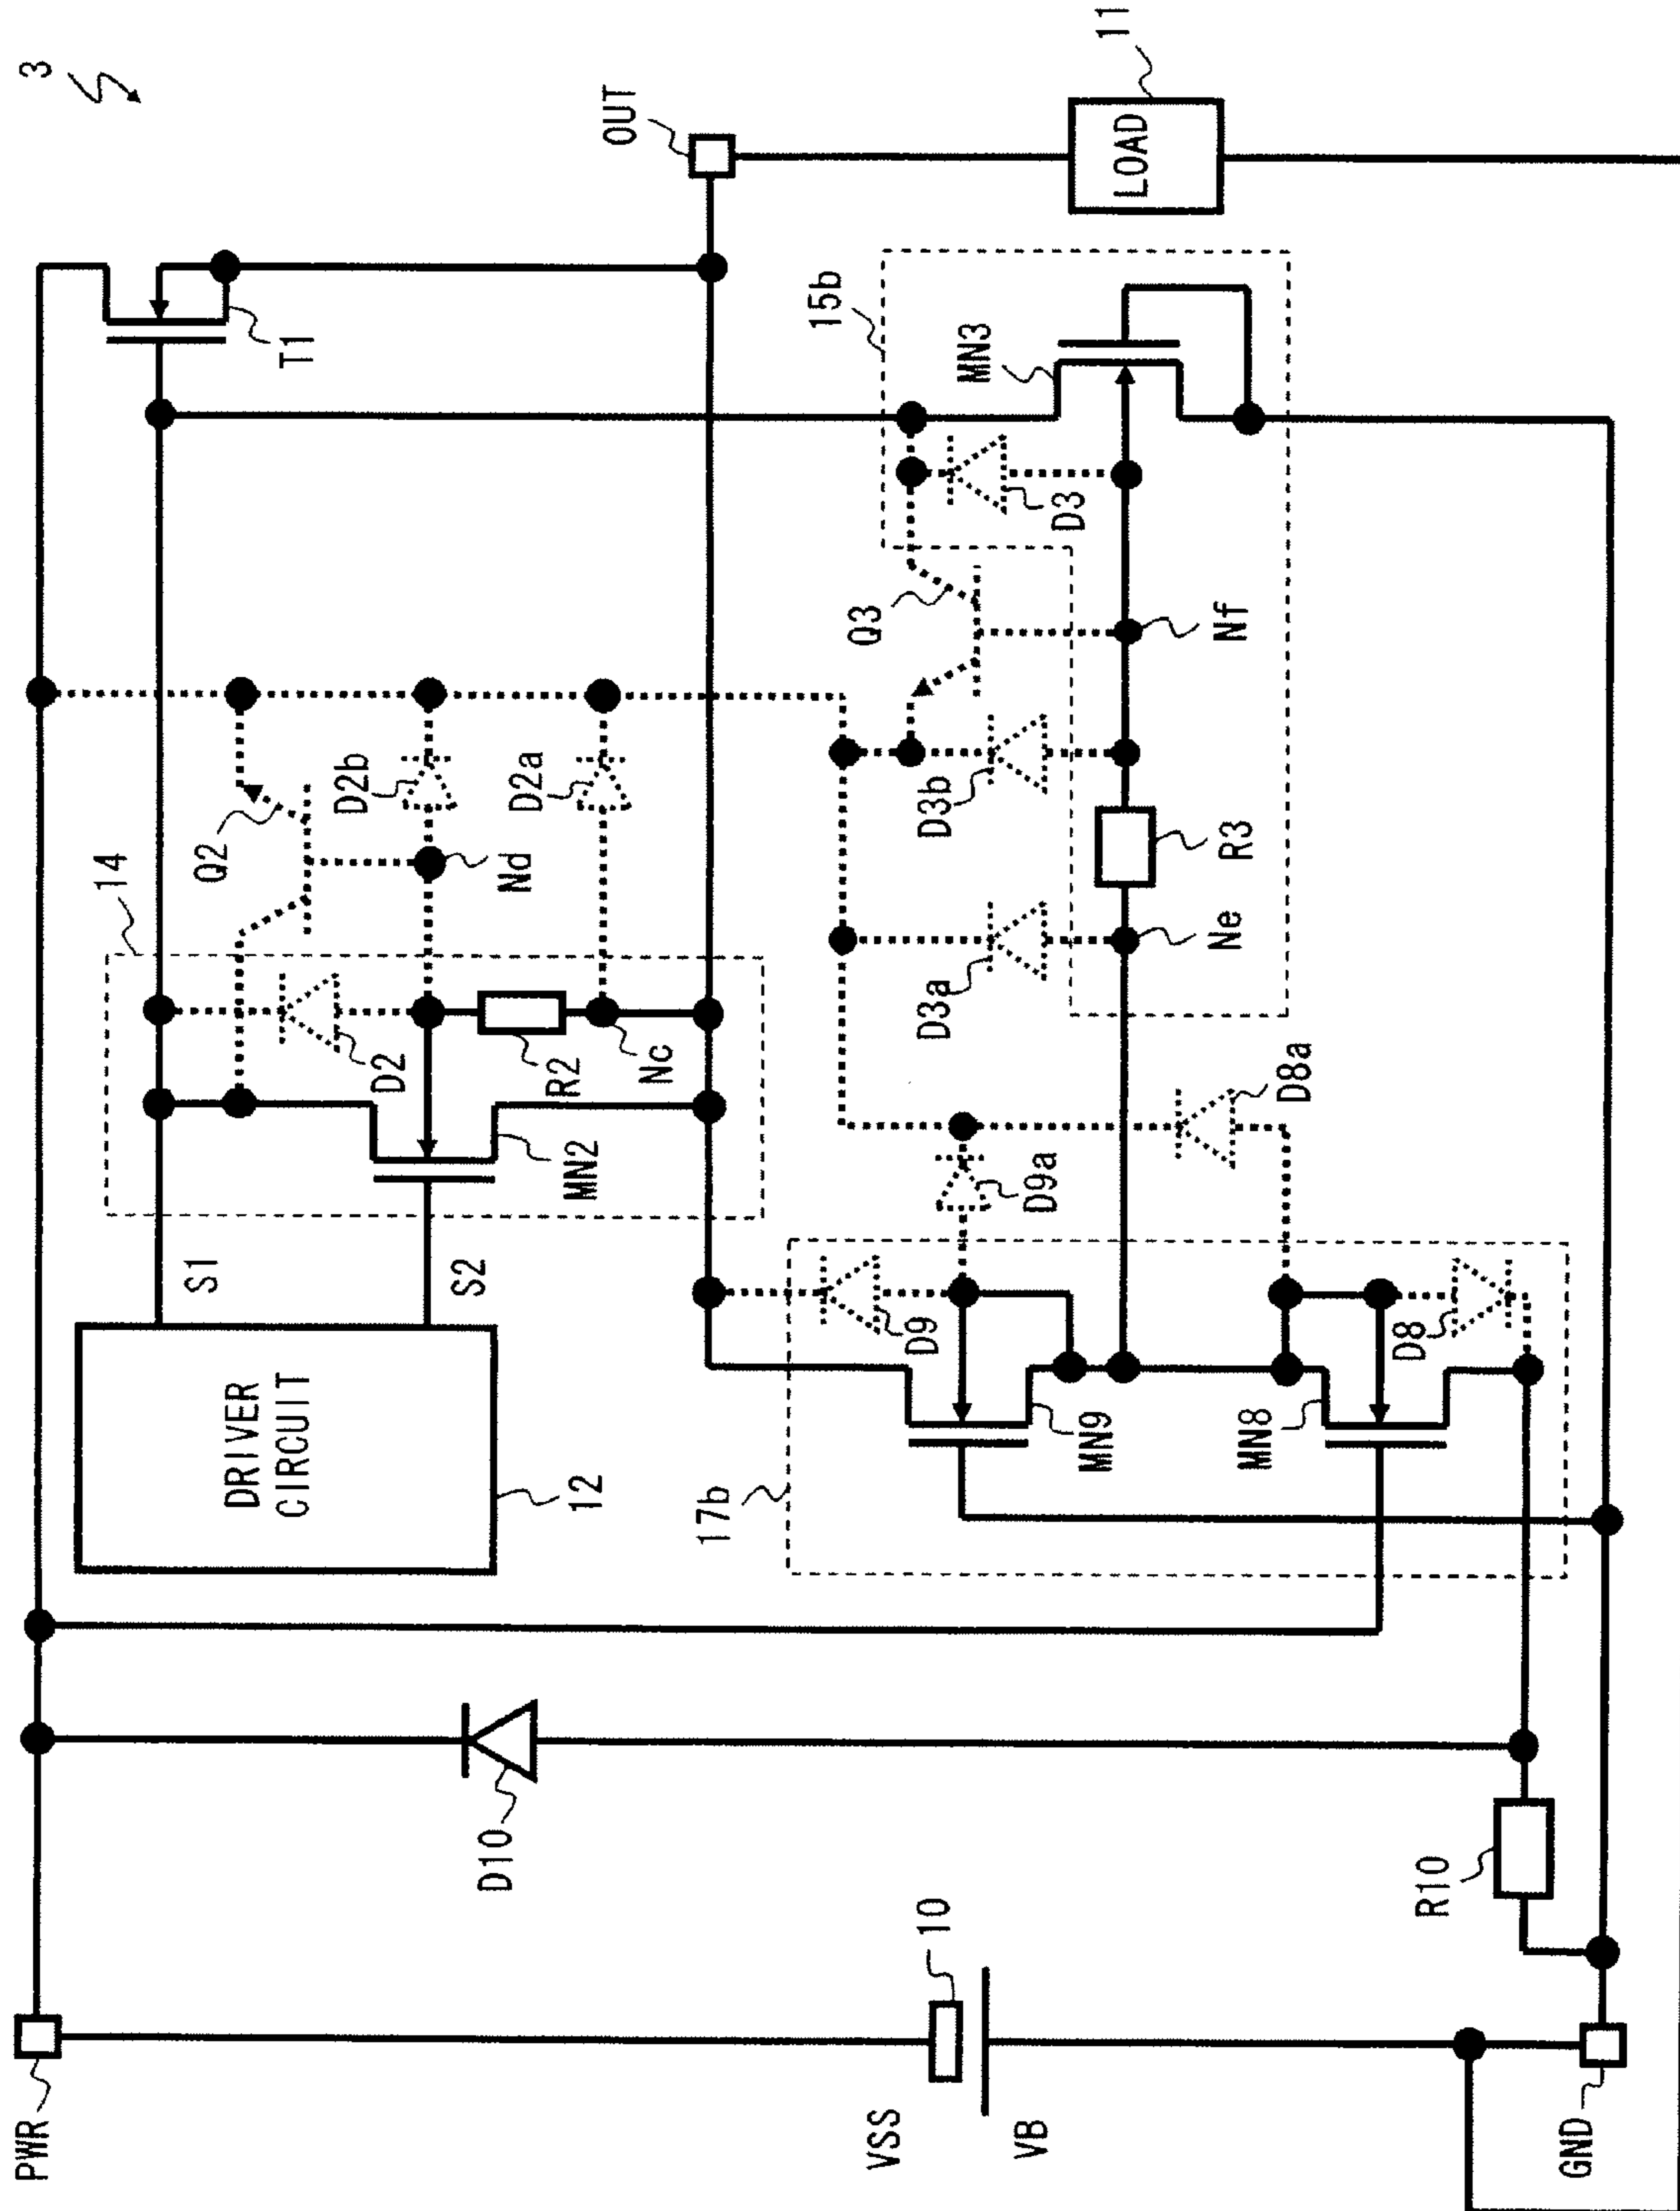 3
PWR
VSS
10
VB
GND
D10
R10
DRIVER
CIRCUIT
12
S1
S2
14
Q2
D2
D2b
Nd
D2a
R2
Nc
MN2
T1
OUT
11
LOAD
17b
D9
D9a
MN9
MN8
D8
D8a
15b
MN3
D3
Q3
Nf
D3b
D3a
R3
Ne